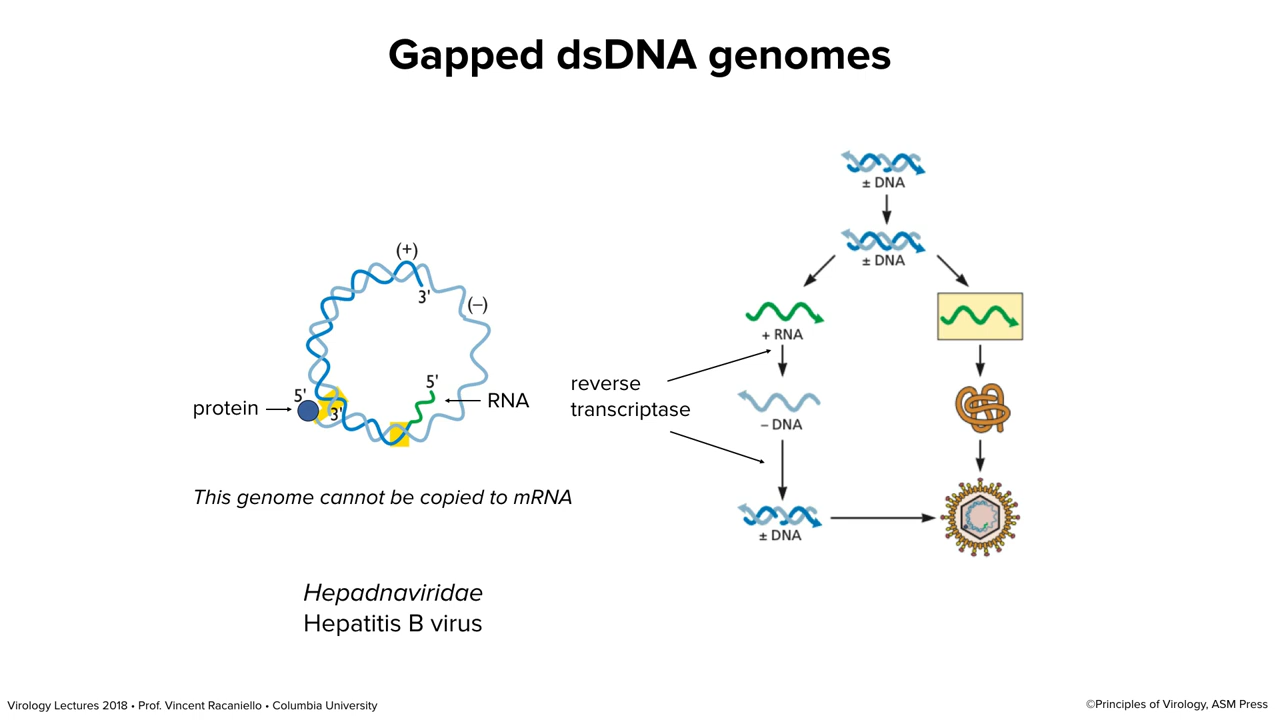 Gapped dsDNA genomes
(+)
3'
(–)
5'
protein
3'
5'
RNA
This genome cannot be copied to mRNA
Hepadnaviridae
Hepatitis B virus
± DNA
± DNA
+ RNA
reverse
transcriptase
– DNA
± DNA
Virology Lectures 2018 • Prof. Vincent Racaniello • Columbia University
©Principles of Virology, ASM Press